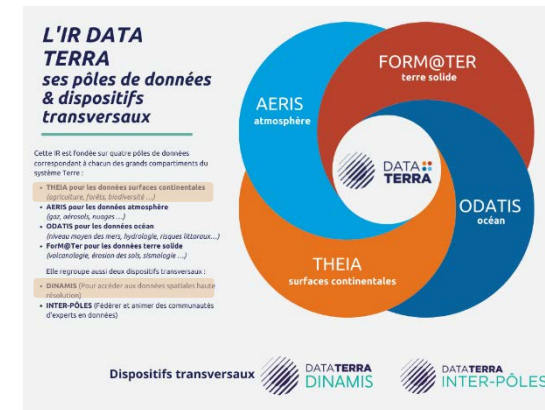 L'IR DATA
TERRA
ses pôles de données
& dispositifs
transversaux
Cette IR est fondée sur quatre pôles de données
correspondant à chacun des grands compartiments du
système Terre :
• THEIA pour les données surfaces continentales
(agriculture, forêts, biodiversité ...)
• AERIS pour les données atmosphère
(gaz, aérosols, nuages ...)
• ODATIS pour les données océan
(niveau moyen des mers, hydrologie, risques littoraux...)
• ForM@Ter pour les données terre solide
(volcanologie, érosion des sols, sismologie ...)
Elle regroupe aussi deux dispositifs transversaux :
• DINAMIS (Pour accéder aux données spatiales haute
résolution)
• INTER-PÔLES (Fédérer et animer des communautés
d'experts en données)
FORM@TER
terre solide
AERIS
atmosphère
DATA
TERRA
ODATIS
océan
THEIA
surfaces continentales
Dispositifs transversaux
DATATERRA
DINAMIS
DATATERRA
INTER-PÔLES